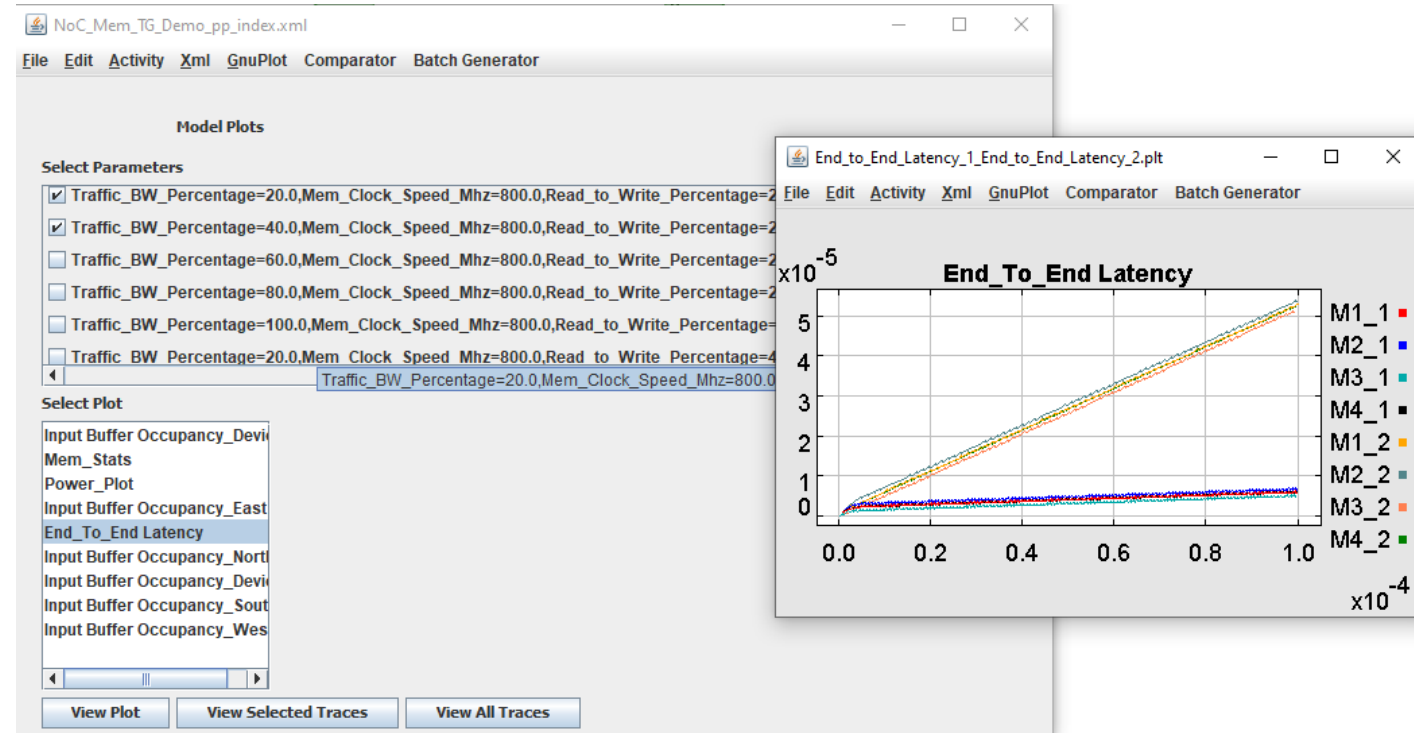 NoC_Mem_TG_Demo_pp_index.xml
File Edit Activity Xml GnuPlot Comparator Batch Generator
Model Plots
Select Parameters
Traffic_BW_Percentage=20.0,Mem_Clock_Speed_Mhz=800.0,Read_to_Write_Percentage=2
Traffic_BW_Percentage=40.0,Mem_Clock_Speed_Mhz=800.0,Read_to_Write_Percentage=2
Traffic_BW_Percentage=60.0,Mem_Clock_Speed_Mhz=800.0,Read_to_Write_Percentage=2
Traffic_BW_Percentage=80.0,Mem_Clock_Speed_Mhz=800.0,Read_to_Write_Percentage=2
Traffic_BW_Percentage=100.0,Mem_Clock_Speed_Mhz=800.0,Read_to_Write_Percentage=
Traffic_BW_Percentage=20.0,Mem_Clock_Speed_Mhz=800.0,Read_to_Write_Percentage=4
Traffic_BW_Percentage=20.0,Mem_Clock_Speed_Mhz=800.0
Select Plot
Input Buffer Occupancy_Devi
Mem_Stats
Power_Plot
Input Buffer Occupancy_East
End_To_End Latency
Input Buffer Occupancy_Nort
Input Buffer Occupancy_Devi
Input Buffer Occupancy_Sout
Input Buffer Occupancy_Wes
View Plot View Selected Traces View All Traces
End_to_End_Latency_1_End_to_End_Latency_2.plt
File Edit Activity Xml GnuPlot Comparator Batch Generator
x10-5
End_To_End Latency
5
4
3
2
1
0
0.0 0.2 0.4 0.6 0.8 1.0
x10-4
M1_1
M2_1
M3_1
M4_1
M1_2
M2_2
M3_2
M4_2